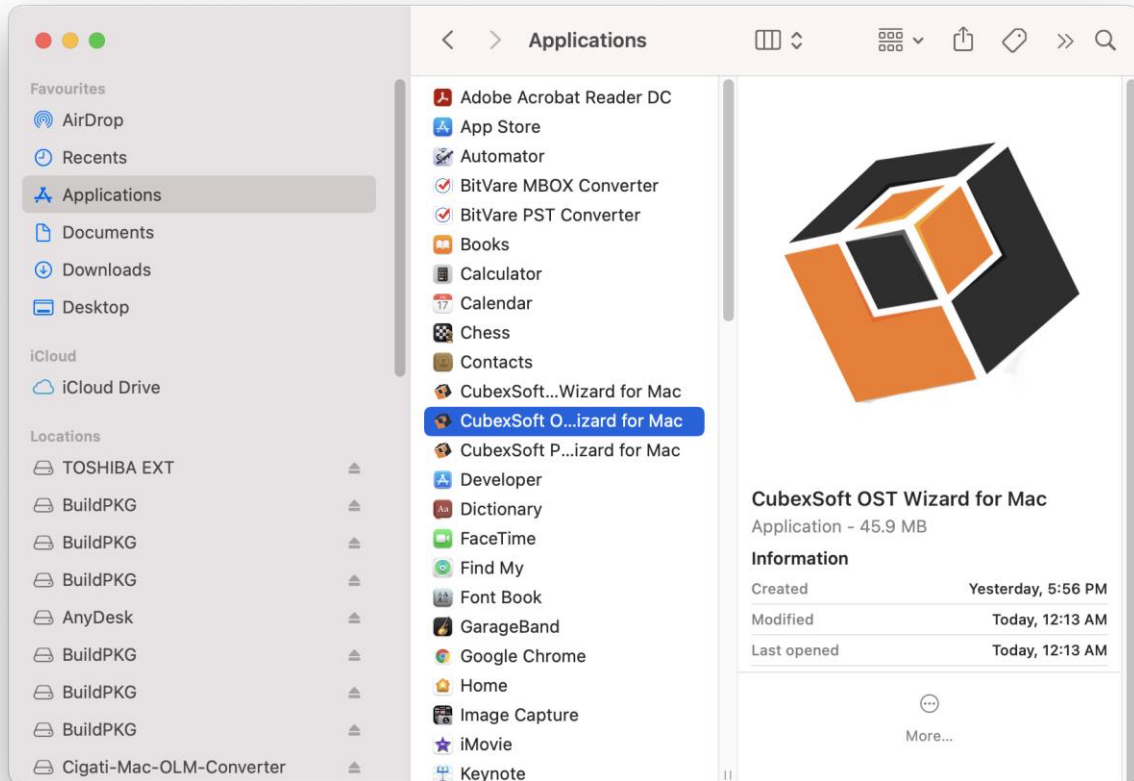 Applications
Favourites
AirDrop
Recents
Applications
Documents
Downloads
Desktop
iCloud
iCloud Drive
Locations
TOSHIBA EXT
BuildPKG
BuildPKG
BuildPKG
AnyDesk
BuildPKG
BuildPKG
BuildPKG
Cigati-Mac-OLM-Converter
Adobe Acrobat Reader DC
App Store
Automator
BitVare MBOX Converter
BitVare PST Converter
Books
Calculator
17
Calendar
Chess
Contacts
CubexSoft...Wizard for Mac
CubexSoft O...izard for Mac
CubexSoft P...izard for Mac
Developer
Aa
Dictionary
FaceTime
Find My
Font Book
GarageBand
Google Chrome
Home
Image Capture
iMovie
Keynote
CubexSoft OST Wizard for Mac
Application - 45.9 MB
Information
Created Yesterday, 5:56 PM
Modified Today, 12:13 AM
Last opened Today, 12:13 AM
More...